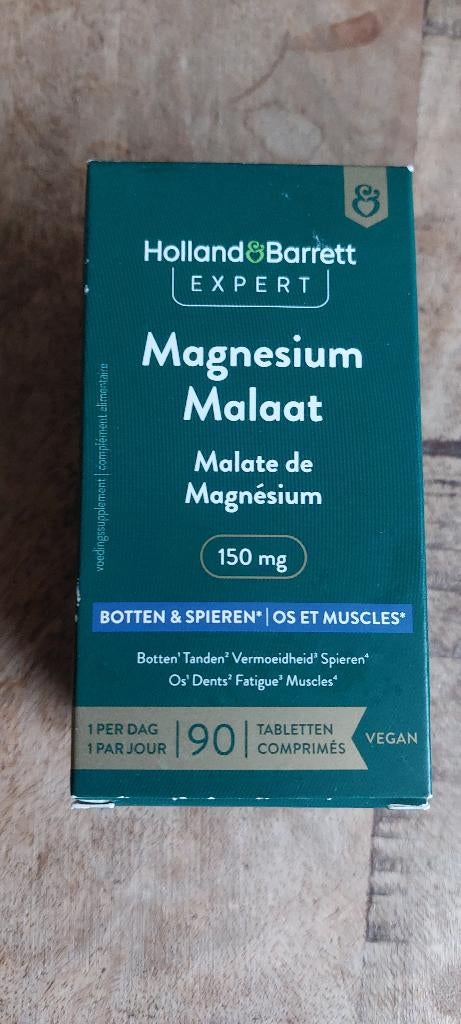 Holland&Barrett
EXPERT
Magnesium
Malaat
Malate de
Magnésium
150 mg
voedingssupplement | complément alimentaire
BOTTEN & SPIEREN* | OS ET MUSCLES*
Botten¹ Tanden² Vermoeidheid³ Spieren⁴
Os¹ Dents² Fatigue³ Muscles⁴
1 PER DAG
1 PAR JOUR
90
TABLETTEN
COMPRIMÉS
VEGAN